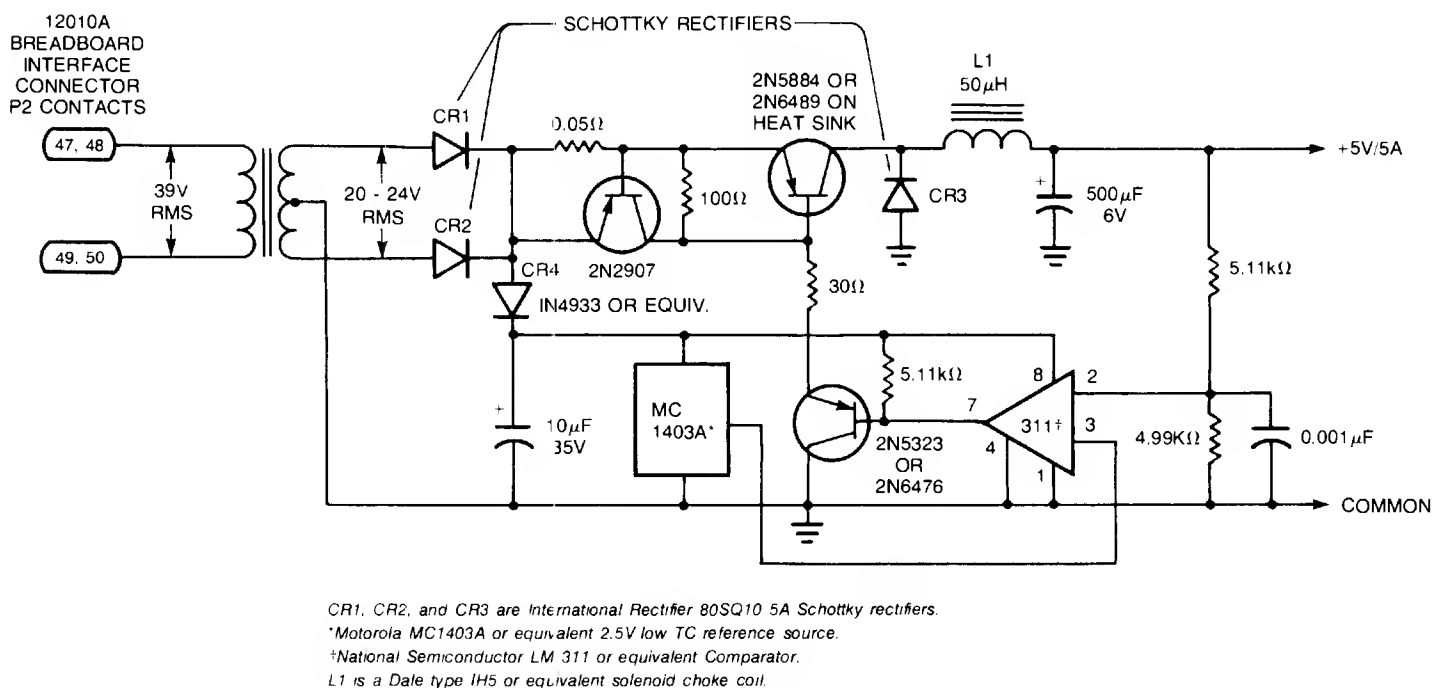 12010A
BREADBOARD
INTERFACE
CONNECTOR
P2 CONTACTS
47, 48
49, 50
39V
RMS
20 - 24V
RMS
SCHOTTKY RECTIFIERS
CR1
CR2
0.05Ω
2N2907
100Ω
2N5884 OR
2N6489 ON
HEAT SINK
CR3
L1
50µH
+
500µF
6V
+5V/5A
5.11kΩ
CR4
IN4933 OR EQUIV.
30Ω
+
10µF
35V
MC
1403A*
5.11kΩ
2N5323
OR
2N6476
7
8
2
3
311†
4
1
4.99KΩ
0.001µF
COMMON
CR1, CR2, and CR3 are International Rectifier 80SQ10 5A Schottky rectifiers.
*Motorola MC1403A or equivalent 2.5V low TC reference source.
†National Semiconductor LM 311 or equivalent Comparator.
L1 is a Dale type IH5 or equivalent solenoid choke coil.